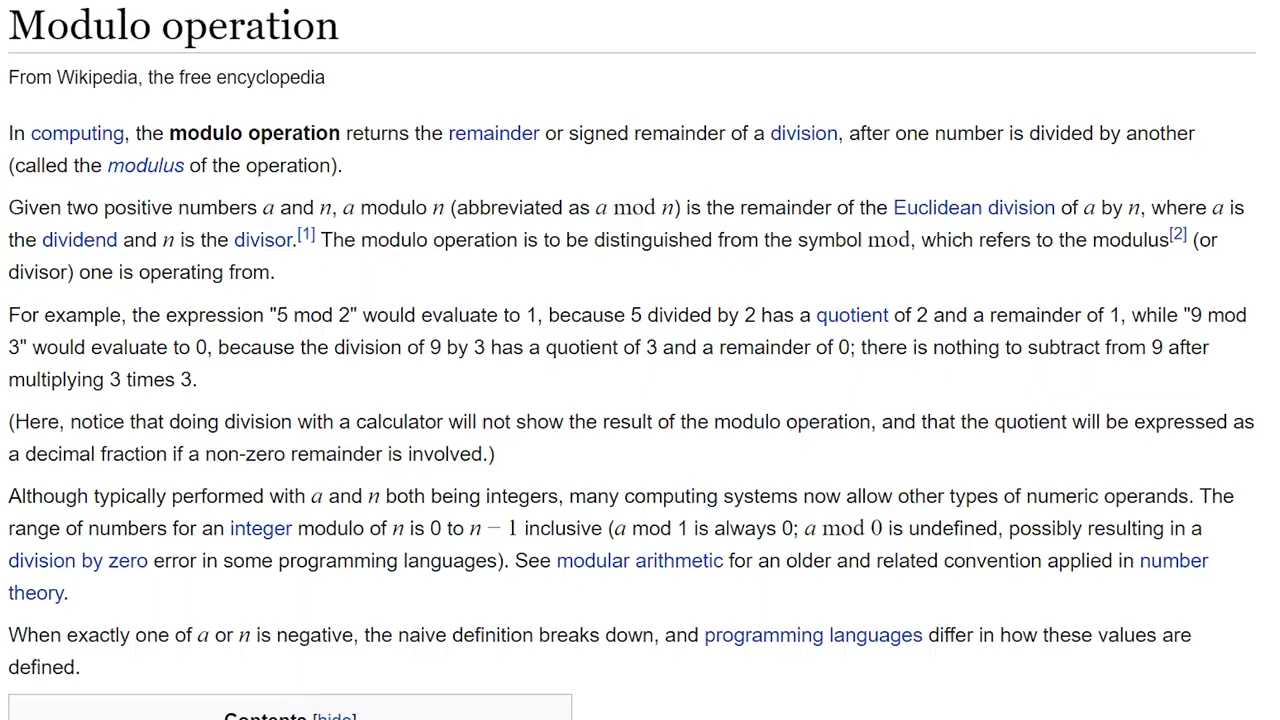 Modulo operation
From Wikipedia, the free encyclopedia
In computing, the modulo operation returns the remainder or signed remainder of a division, after one number is divided by another
(called the modulus of the operation).
Given two positive numbers a and n, a modulo n (abbreviated as a mod n) is the remainder of the Euclidean division of a by n, where a is
the dividend and n is the divisor.[1] The modulo operation is to be distinguished from the symbol mod, which refers to the modulus[2] (or
divisor) one is operating from.
For example, the expression "5 mod 2" would evaluate to 1, because 5 divided by 2 has a quotient of 2 and a remainder of 1, while "9 mod
3" would evaluate to 0, because the division of 9 by 3 has a quotient of 3 and a remainder of 0; there is nothing to subtract from 9 after
multiplying 3 times 3.
(Here, notice that doing division with a calculator will not show the result of the modulo operation, and that the quotient will be expressed as
a decimal fraction if a non-zero remainder is involved.)
Although typically performed with a and n both being integers, many computing systems now allow other types of numeric operands. The
range of numbers for an integer modulo of n is 0 to n − 1 inclusive (a mod 1 is always 0; a mod 0 is undefined, possibly resulting in a
division by zero error in some programming languages). See modular arithmetic for an older and related convention applied in number
theory.
When exactly one of a or n is negative, the naive definition breaks down, and programming languages differ in how these values are
defined.
Contents [hide]